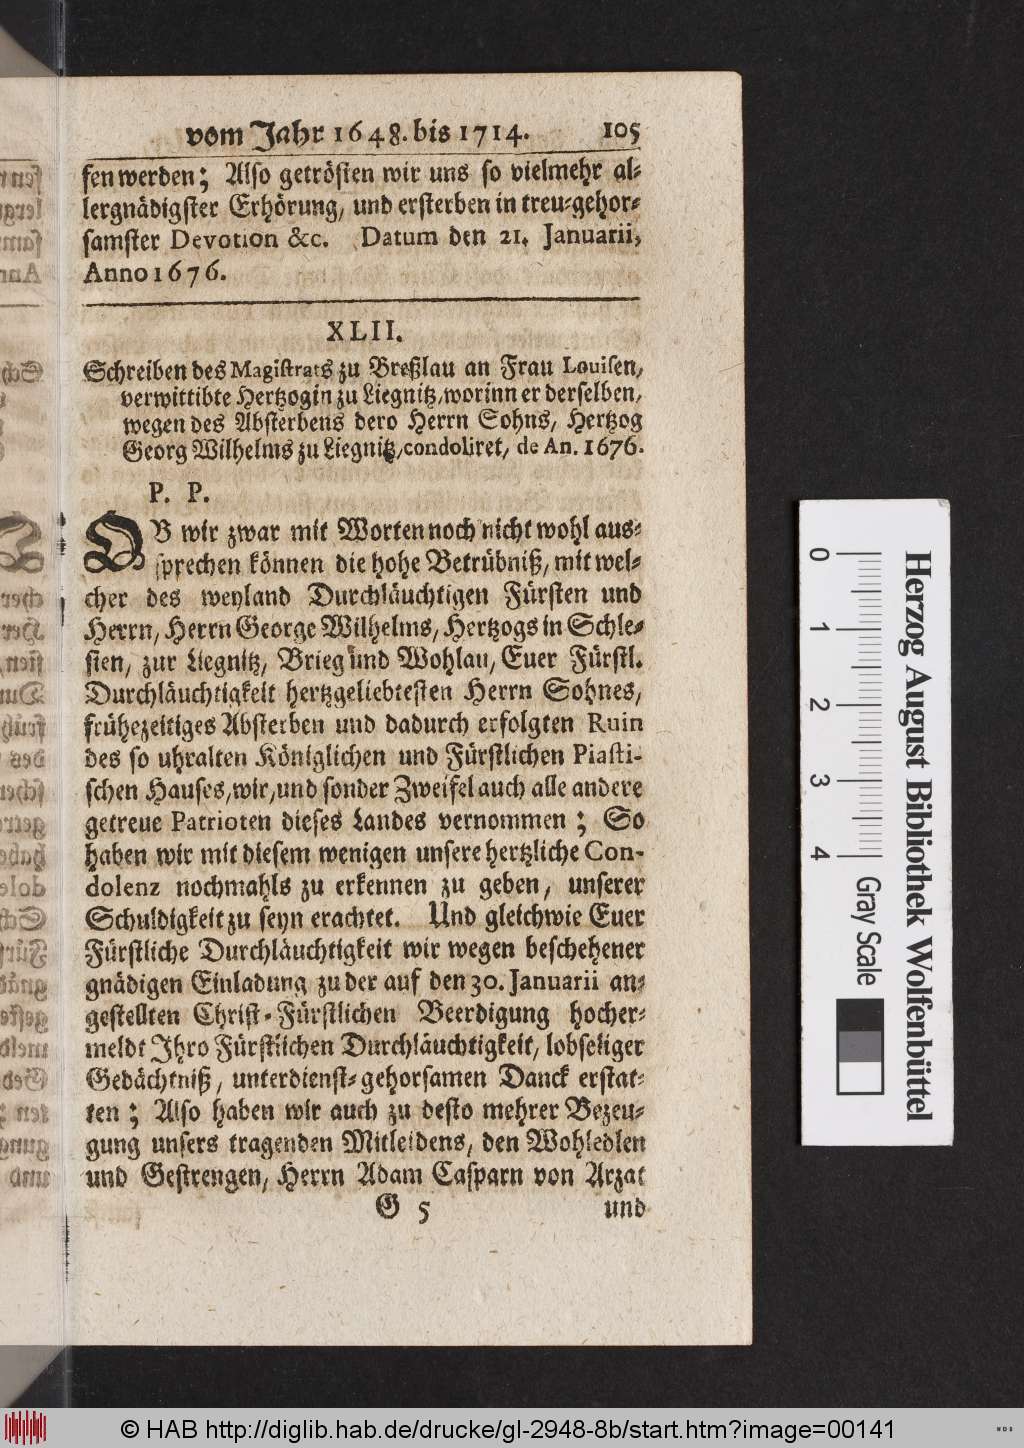 vom Jahr 1648. bis 1714. 105
fen werden; Also getrösten wir uns so vielmehr al-
lergnädigster Erhörung, und ersterben in treu-gehor-
samster Devotion &c. Datum den 21. Januarii,
Anno 1676.
XLII.
Schreiben des Magistrats zu Breßlau an Frau Louisen,
verwittibte Hertzogin zu Liegnitz, worinn er derselben,
wegen des Absterbens dero Herrn Sohns, Hertzog
Georg Wilhelms zu Liegnitz, condoliret, de An. 1676.
P. P.
OB wir zwar mit Worten noch nicht wohl aus-
sprechen können die hohe Betrübniß, mit wel-
cher des weyland Durchläuchtigen Fürsten und
Herrn, Herrn George Wilhelms, Hertzogs in Schle-
sien, zur Liegnitz, Brieg und Wohlau, Euer Fürstl.
Durchläuchtigkeit hertzgeliebtesten Herrn Sohnes,
frühezeitiges Absterben und dadurch erfolgten Ruin
des so uhralten Königlichen und Fürstlichen Piasti-
schen Hauses, wir, und sonder Zweifel auch alle andere
getreue Patrioten dieses Landes vernommen; So
haben wir mit diesem wenigen unsere hertzliche Con-
dolenz nochmahls zu erkennen zu geben, unserer
Schuldigkeit zu seyn erachtet. Und gleichwie Euer
Fürstliche Durchläuchtigkeit wir wegen beschehener
gnädigen Einladung zu der auf den 30. Januarii an-
gestellten Christ-Fürstlichen Beerdigung hocher-
meldt Ihro Fürstlichen Durchläuchtigkeit, lobseliger
Gedächtniß, unterdienst-gehorsamen Danck erstat-
ten; Also haben wir auch zu desto mehrer Bezeu-
gung unsers tragenden Mitleidens, den Wohledlen
und Gestrengen, Herrn Adam Casparn von Arzat
G 5 und
0 1 2 3 4
Gray Scale
Herzog August Bibliothek Wolfenbüttel
© HAB http://diglib.hab.de/drucke/gl-2948-8b/start.htm?image=00141